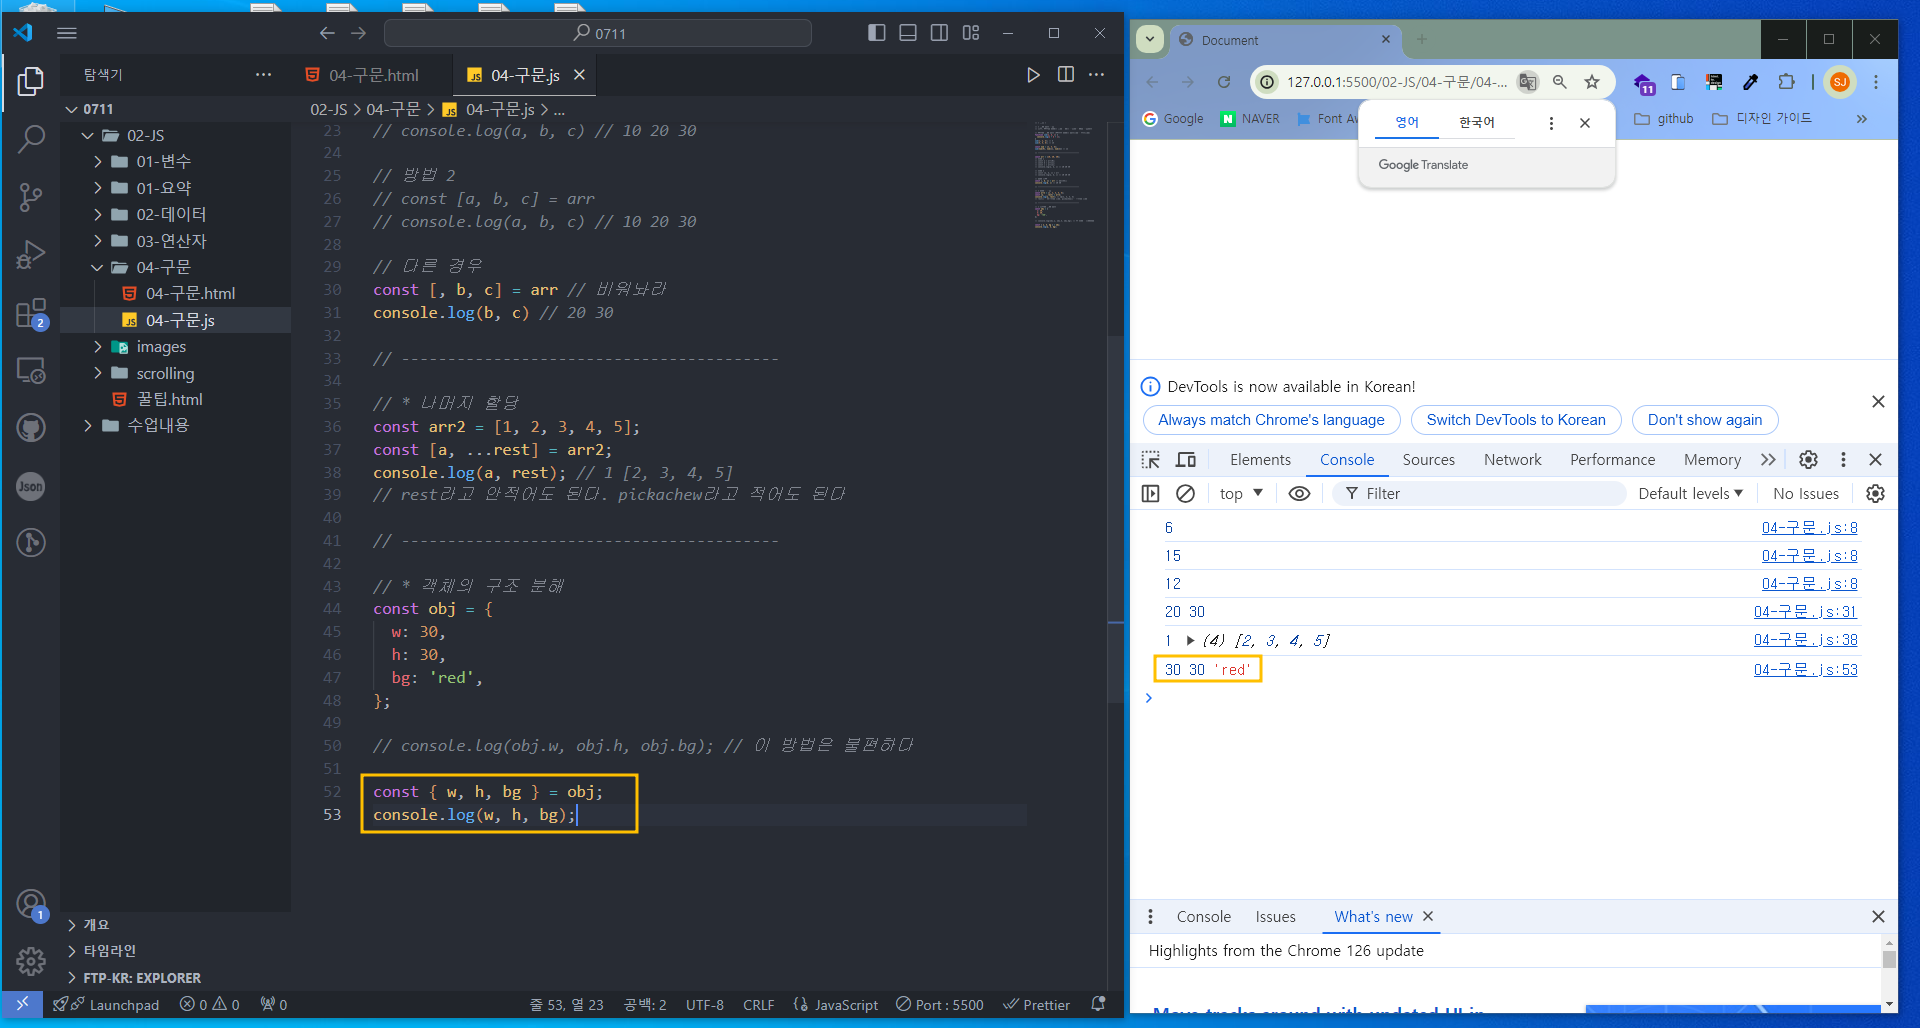 0711
탐색기
04-구문.html
04-구문.js
0711
02-JS
01-변수
01-요약
02-데이터
03-연산자
04-구문
04-구문.html
04-구문.js
images
scrolling
꿀팁.html
수업내용
개요
타임라인
FTP-KR: EXPLORER
2
Json
1
02-JS > 04-구문 > 04-구문.js > ...
23 // console.log(a, b, c) // 10 20 30
24
25 // 방법 2
26 // const [a, b, c] = arr
27 // console.log(a, b, c) // 10 20 30
28
29 // 다른 경우
30 const [, b, c] = arr // 비워놔라
31 console.log(b, c) // 20 30
32
33 // -----------------------------------------
34
35 // * 나머지 할당
36 const arr2 = [1, 2, 3, 4, 5];
37 const [a, ...rest] = arr2;
38 console.log(a, rest); // 1 [2, 3, 4, 5]
39 // rest라고 안적어도 된다. pickachew라고 적어도 된다
40
41 // -----------------------------------------
42
43 // * 객체의 구조 분해
44 const obj = {
45 w: 30,
46 h: 30,
47 bg: 'red',
48 };
49
50 // console.log(obj.w, obj.h, obj.bg); // 이 방법은 불편하다
51
52 const { w, h, bg } = obj;
53 console.log(w, h, bg);
Launchpad 0 0 0 줄 53, 열 23 공백: 2 UTF-8 CRLF JavaScript Port : 5500 Prettier
Document
127.0.0.1:5500/02-JS/04-구문/04-...
11
SJ
Google NAVER Font Aw github 디자인 가이드
영어 한국어
Google Translate
DevTools is now available in Korean!
Always match Chrome's language Switch DevTools to Korean Don't show again
Elements Console Sources Network Performance Memory
top Filter Default levels No Issues
6 04-구문.js:8
15 04-구문.js:8
12 04-구문.js:8
20 30 04-구문.js:31
1 (4) [2, 3, 4, 5] 04-구문.js:38
30 30 'red' 04-구문.js:53
Console Issues What's new
Highlights from the Chrome 126 update